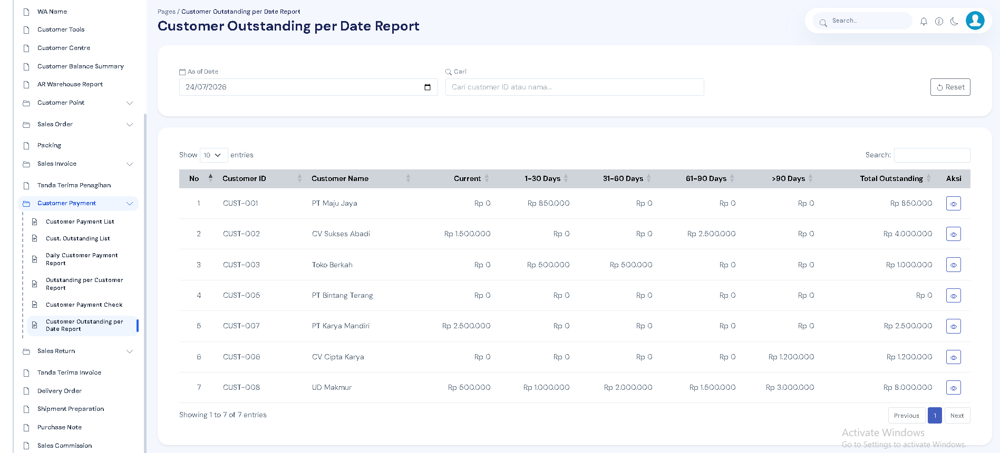 WA Name
Customer Tools
Customer Centre
Customer Balance Summary
AR Warehouse Report
Customer Point
Sales Order
Packing
Sales Invoice
Tanda Terima Penagihan
Customer Payment
Customer Payment List
Cust. Outstanding List
Daily Customer Payment
Report
Outstanding per Customer
Report
Customer Payment Check
Customer Outstanding per
Date Report
Sales Return
Tanda Terima Invoice
Delivery Order
Shipment Preparation
Purchase Note
Sales Commission
Pages / Customer Outstanding per Date Report
Customer Outstanding per Date Report
Search...
As of Date
Cari
24/07/2026
Cari customer ID atau nama...
Reset
Show 10 entries
Search:
No Customer ID Customer Name Current 1-30 Days 31-60 Days 61-90 Days >90 Days Total Outstanding Aksi
1 CUST-001 PT Maju Jaya Rp 0 Rp 850.000 Rp 0 Rp 0 Rp 0 Rp 850.000
2 CUST-002 CV Sukses Abadi Rp 1.500.000 Rp 0 Rp 0 Rp 2.500.000 Rp 0 Rp 4.000.000
3 CUST-003 Toko Berkah Rp 0 Rp 500.000 Rp 500.000 Rp 0 Rp 0 Rp 1.000.000
4 CUST-005 PT Bintang Terang Rp 0 Rp 0 Rp 0 Rp 0 Rp 0 Rp 0
5 CUST-007 PT Karya Mandiri Rp 2.500.000 Rp 0 Rp 0 Rp 0 Rp 0 Rp 2.500.000
6 CUST-006 CV Cipta Karya Rp 0 Rp 0 Rp 0 Rp 0 Rp 1.200.000 Rp 1.200.000
7 CUST-008 UD Makmur Rp 500.000 Rp 1.000.000 Rp 2.000.000 Rp 1.500.000 Rp 3.000.000 Rp 8.000.000
Showing 1 to 7 of 7 entries
Previous 1 Next
Activate Windows
Go to Settings to activate Windows.